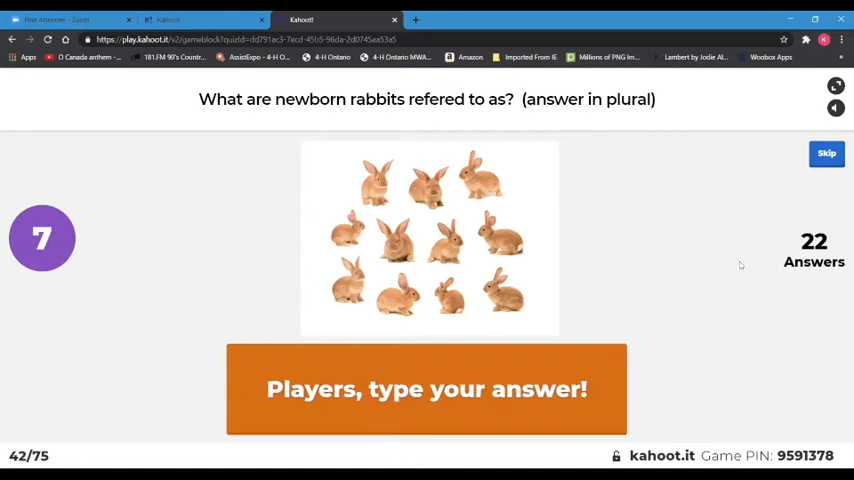 Post Attendee - Zoom
Kahoot!
Kahoot!
https://play.kahoot.it/v2/gameblock?quizId=dd791ac3-7ecd-45b5-96da-2d0745aa53a5
Apps
O Canada anthem -...
181.FM 90's Countr...
AssistExpo - 4-H O...
4-H Ontario
4-H Ontario MWA...
Amazon
Imported From IE
Millions of PNG Im...
Lambert by Jodie Al...
Woobox Apps
What are newborn rabbits refered to as? (answer in plural)
Skip
7
22
Answers
Players, type your answer!
42/75
kahoot.it Game PIN: 9591378